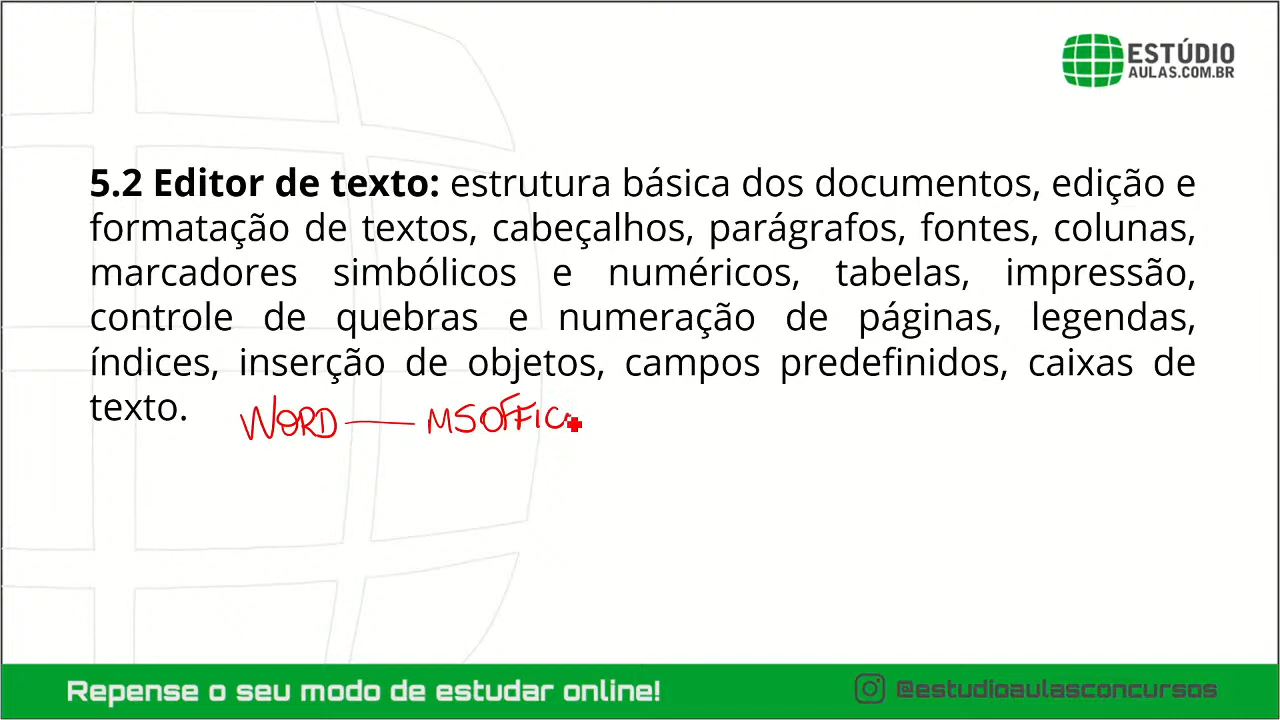 ESTÚDIO
AULAS.COM.BR
5.2 Editor de texto: estrutura básica dos documentos, edição e
formatação de textos, cabeçalhos, parágrafos, fontes, colunas,
marcadores simbólicos e numéricos, tabelas, impressão,
controle de quebras e numeração de páginas, legendas,
índices, inserção de objetos, campos predefinidos, caixas de
texto.
WORD — MSOFFIC
Repense o seu modo de estudar online!
@estudioaulasconcursos